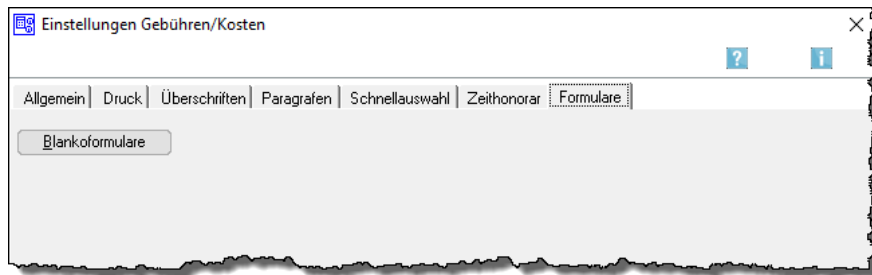 Einstellungen Gebühren/Kosten
? i
Allgemein Druck Überschriften Paragrafen Schnellauswahl Zeithonorar Formulare
Blankoformulare